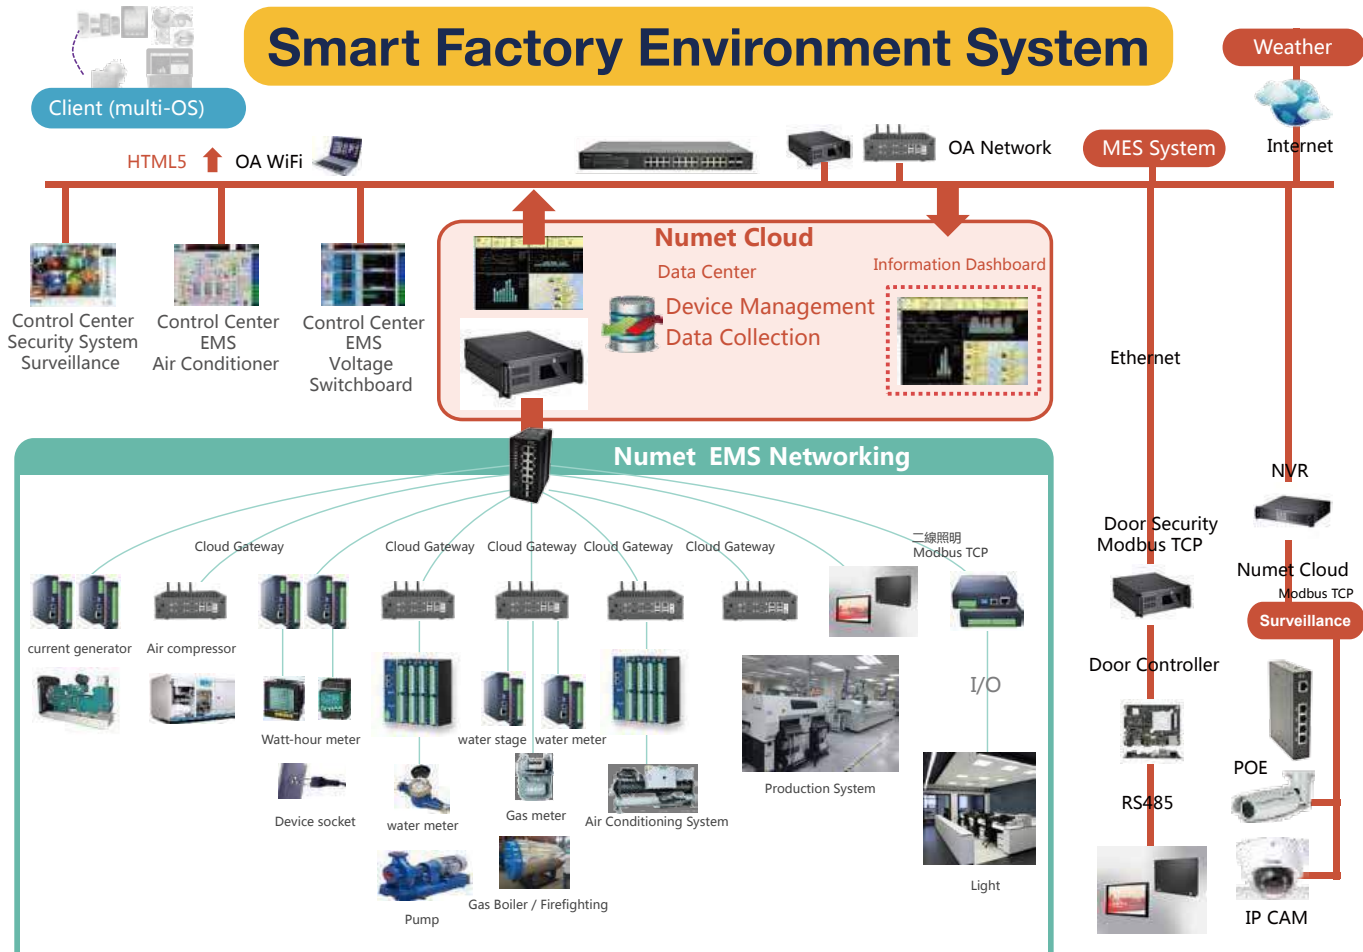 Smart Factory Environment System
Weather
Client (multi-OS)
HTML5
OA WiFi
OA Network
MES System
Internet
Numet Cloud
Data Center
Device Management
Data Collection
Information Dashboard
Control Center
Security System
Surveillance
Control Center
EMS
Air Conditioner
Control Center
EMS
Voltage
Switchboard
Ethernet
Numet EMS Networking
Cloud Gateway
Cloud Gateway
Cloud Gateway
Cloud Gateway
Cloud Gateway
二線照明
Modbus TCP
current generator
Air compressor
Watt-hour meter
water stage
water meter
I/O
Device socket
water meter
Gas meter
Air Conditioning System
Production System
Pump
Gas Boiler / Firefighting
Light
Door Security
Modbus TCP
Door Controller
RS485
NVR
Numet Cloud
Modbus TCP
Surveillance
POE
IP CAM